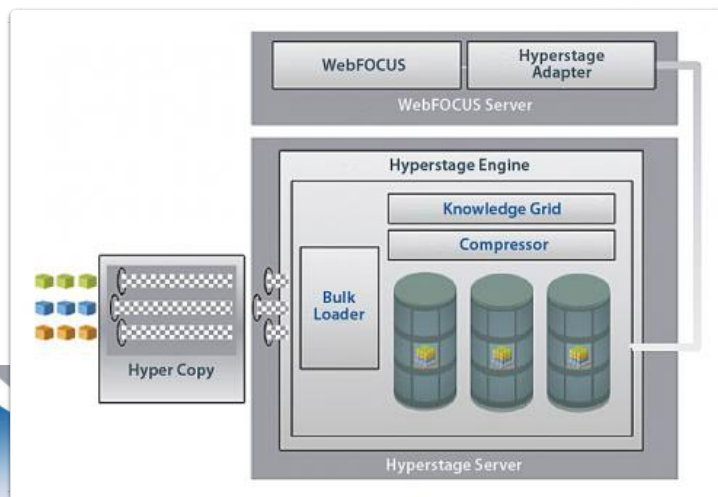 WebFOCUS
Hyperstage
Adapter
WebFOCUS Server
Hyperstage Engine
Knowledge Grid
Compressor
Bulk
Loader
Hyper Copy
Hyperstage Server